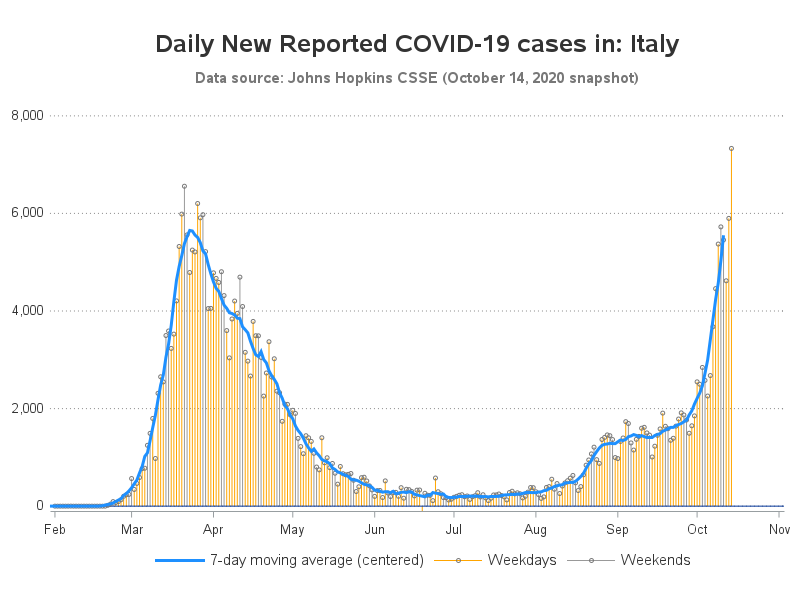 Daily New Reported COVID-19 cases in: Italy
Data source: Johns Hopkins CSSE (October 14, 2020 snapshot)
8,000
6,000
4,000
2,000
0
Feb Mar Apr May Jun Jul Aug Sep Oct Nov
7-day moving average (centered) Weekdays Weekends